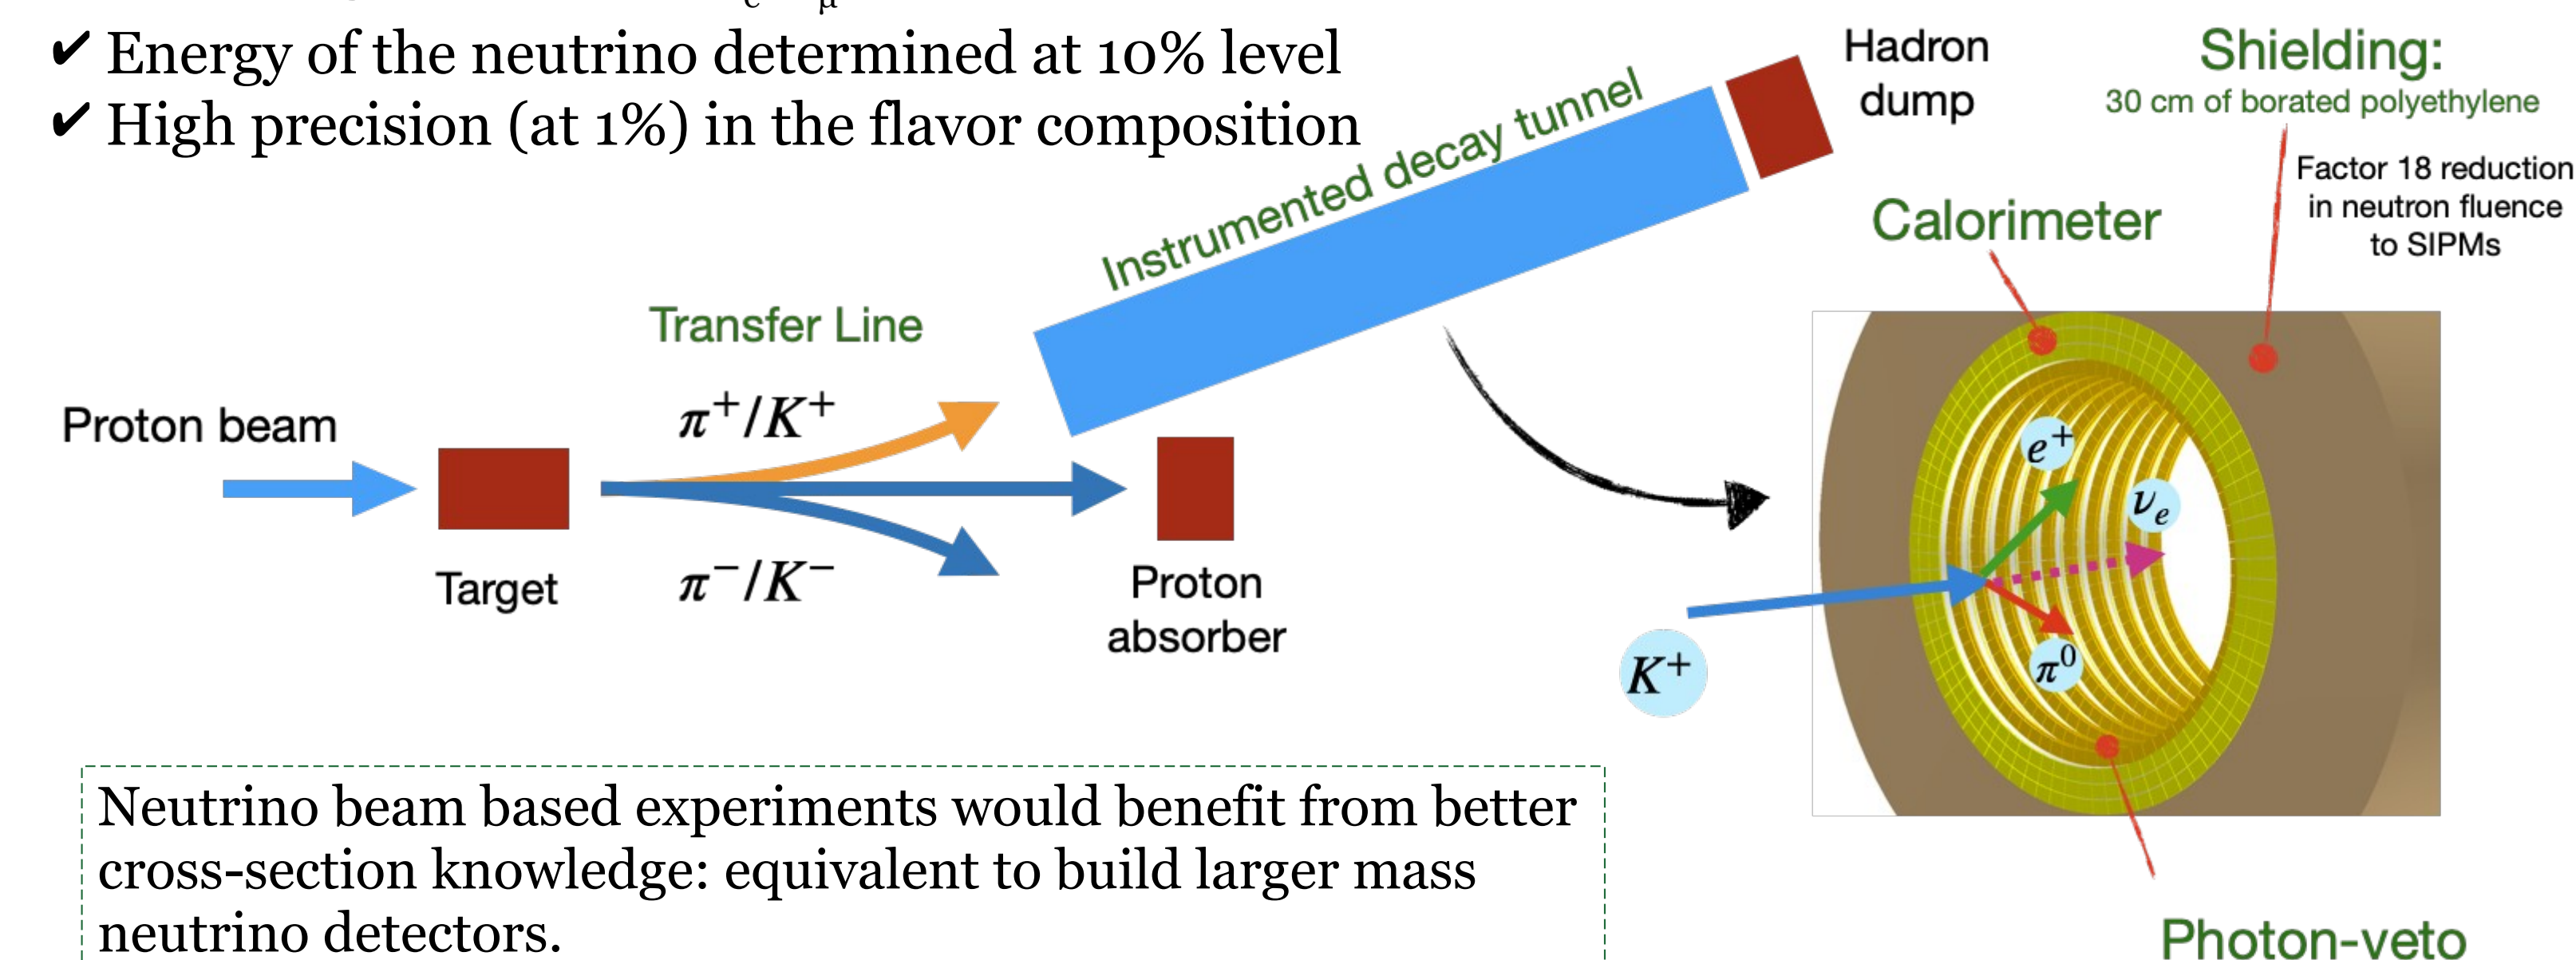 e μ
✔ Energy of the neutrino determined at 10% level
✔ High precision (at 1%) in the flavor composition
Hadron
dump
Shielding:
30 cm of borated polyethylene
Factor 18 reduction
in neutron fluence
to SIPMs
Instrumented decay tunnel
Calorimeter
Transfer Line
π⁺/K⁺
Proton beam
Target
π⁻/K⁻
Proton
absorber
e⁺
νₑ
π⁰
K⁺
Neutrino beam based experiments would benefit from better
cross-section knowledge: equivalent to build larger mass
neutrino detectors.
Photon-veto